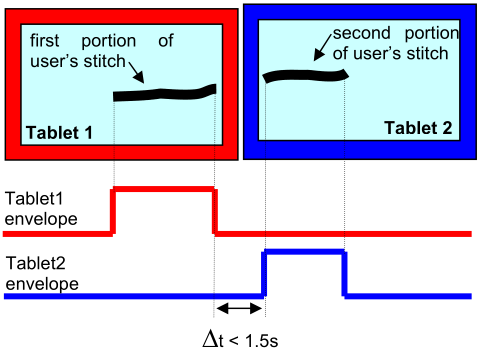 first portion of
user's stitch
second portion
of user's stitch
Tablet 1
Tablet 2
Tablet1
envelope
Tablet2
envelope
Δt < 1.5s